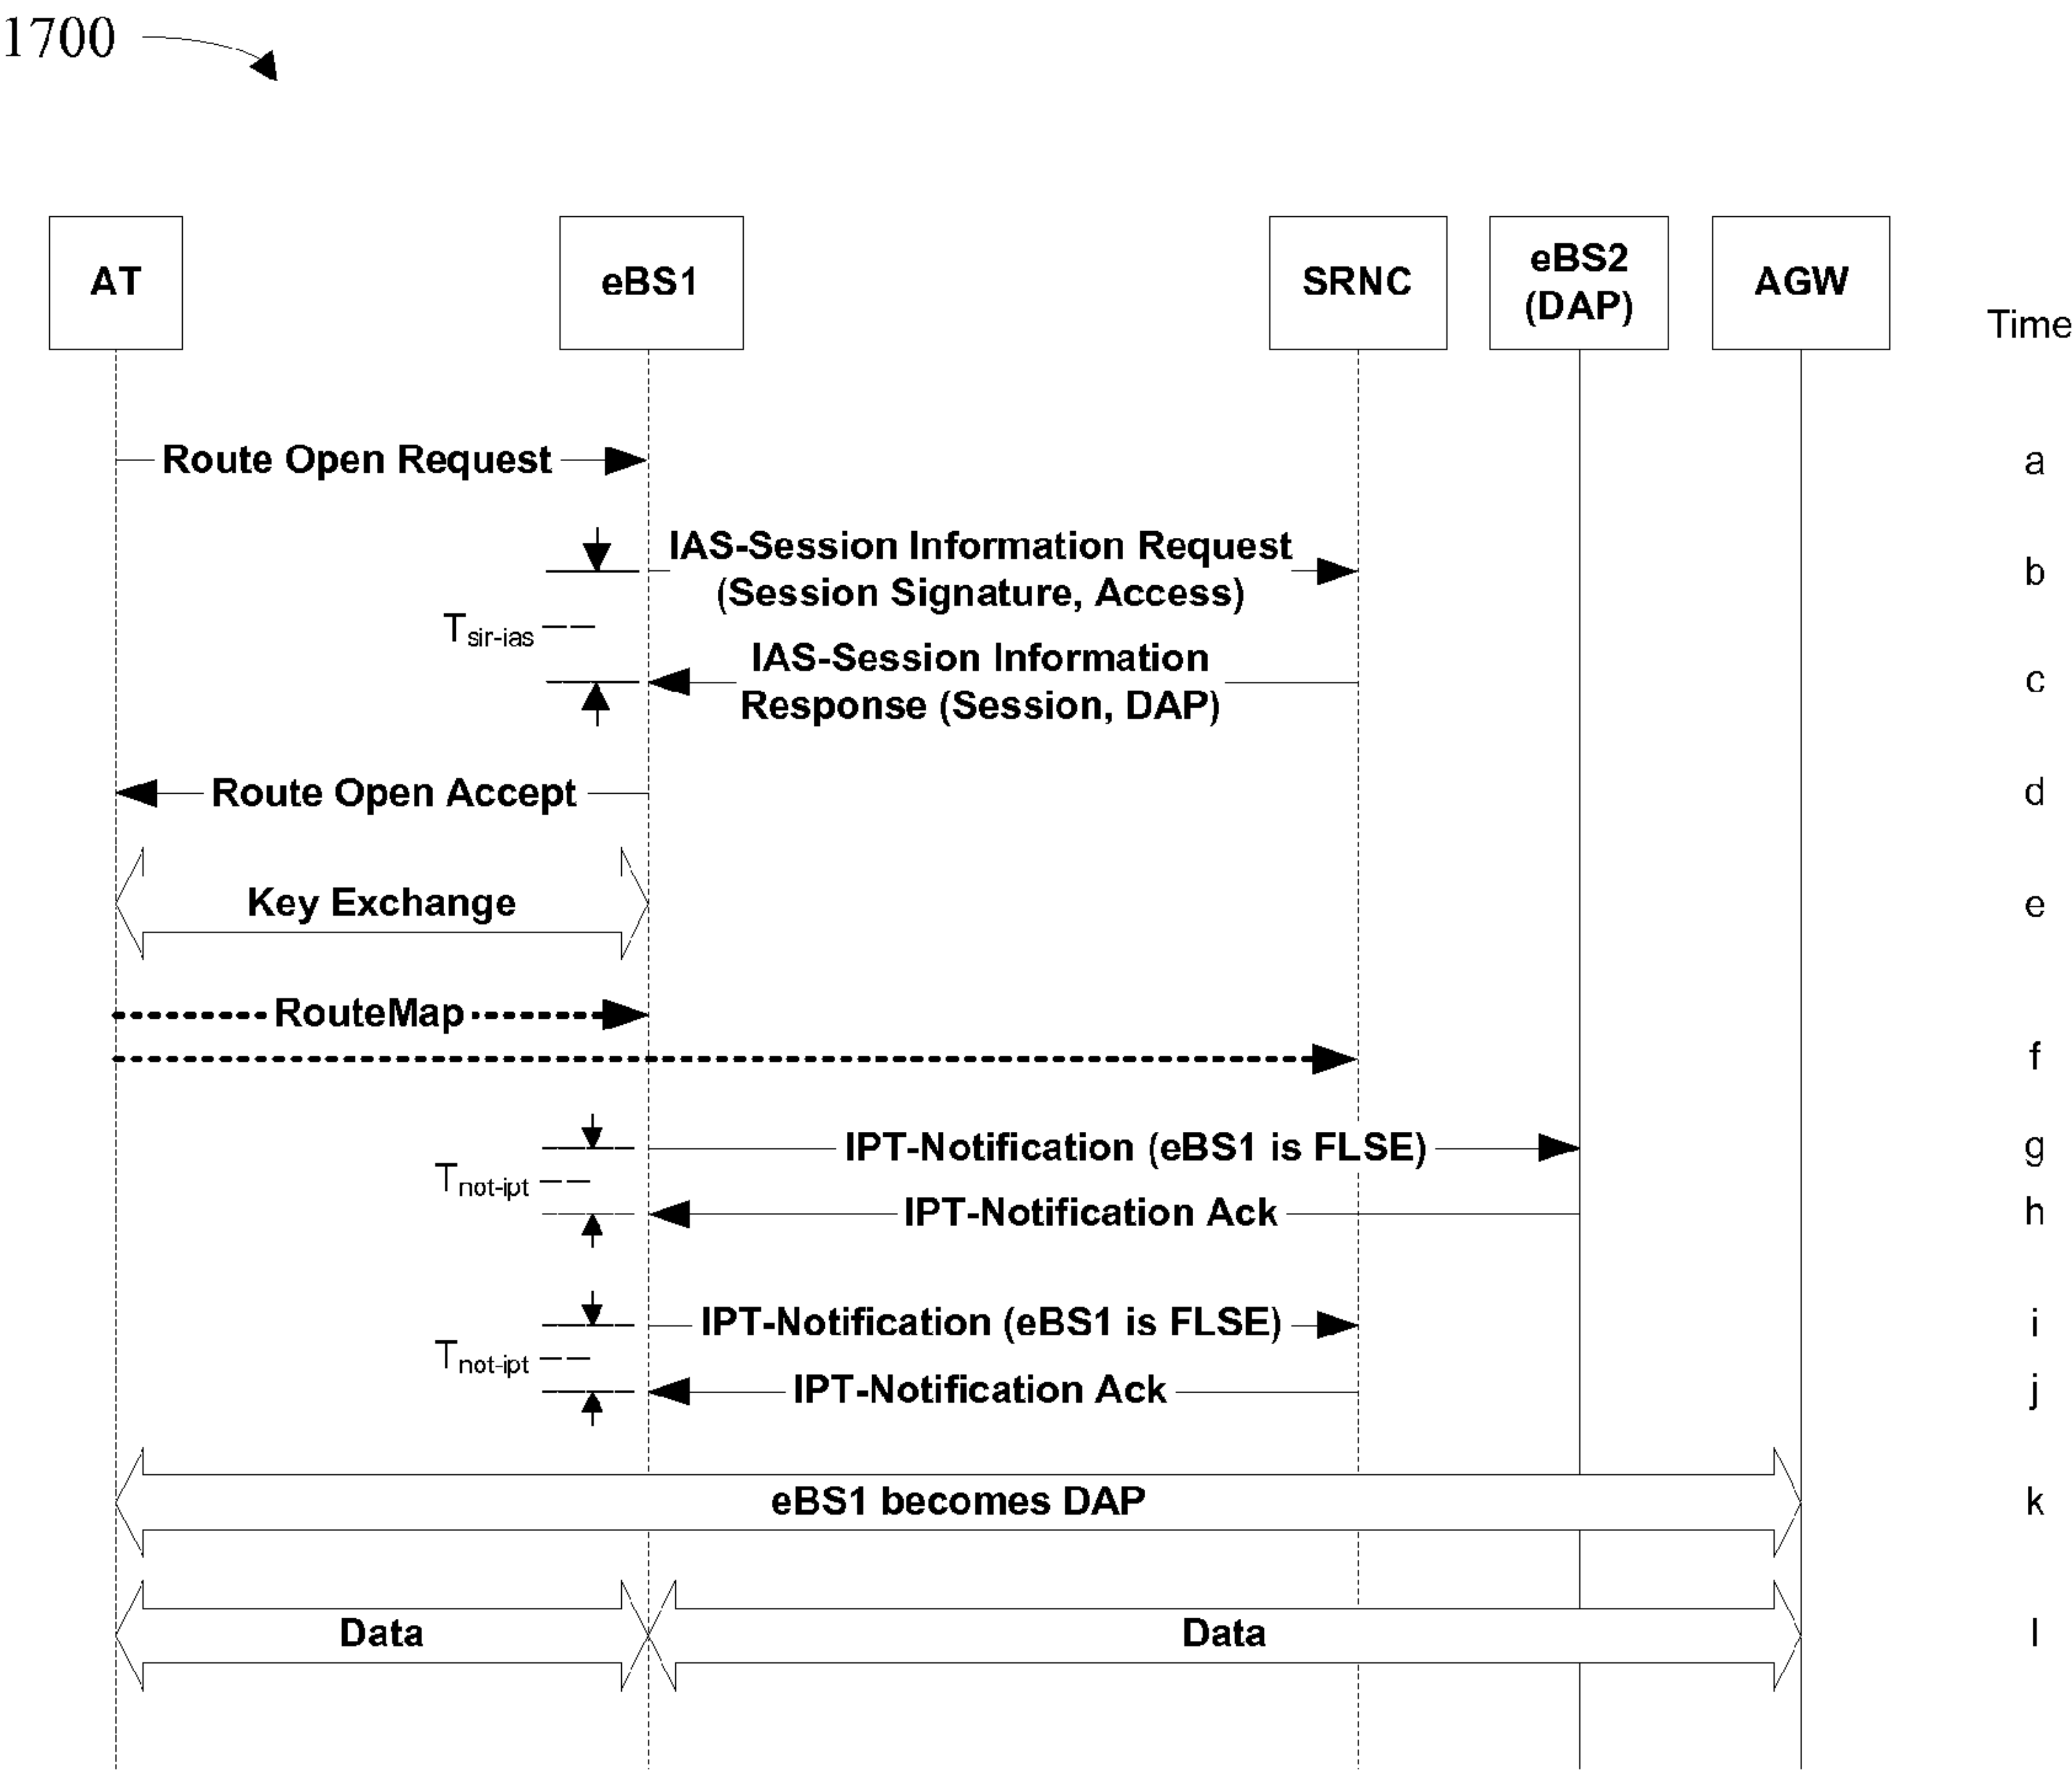 1700
AT
eBS1
SRNC
eBS2
(DAP)
AGW
Time
Route Open Request
a
IAS-Session Information Request
(Session Signature, Access)
b
Tsir-ias
IAS-Session Information
Response (Session, DAP)
c
Route Open Accept
d
Key Exchange
e
RouteMap
f
IPT-Notification (eBS1 is FLSE)
g
Tnot-ipt
IPT-Notification Ack
h
IPT-Notification (eBS1 is FLSE)
i
Tnot-ipt
IPT-Notification Ack
j
eBS1 becomes DAP
k
Data
Data
l